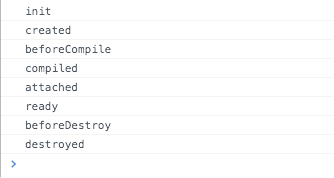 init
created
beforeCompile
compiled
attached
ready
beforeDestroy
destroyed
>